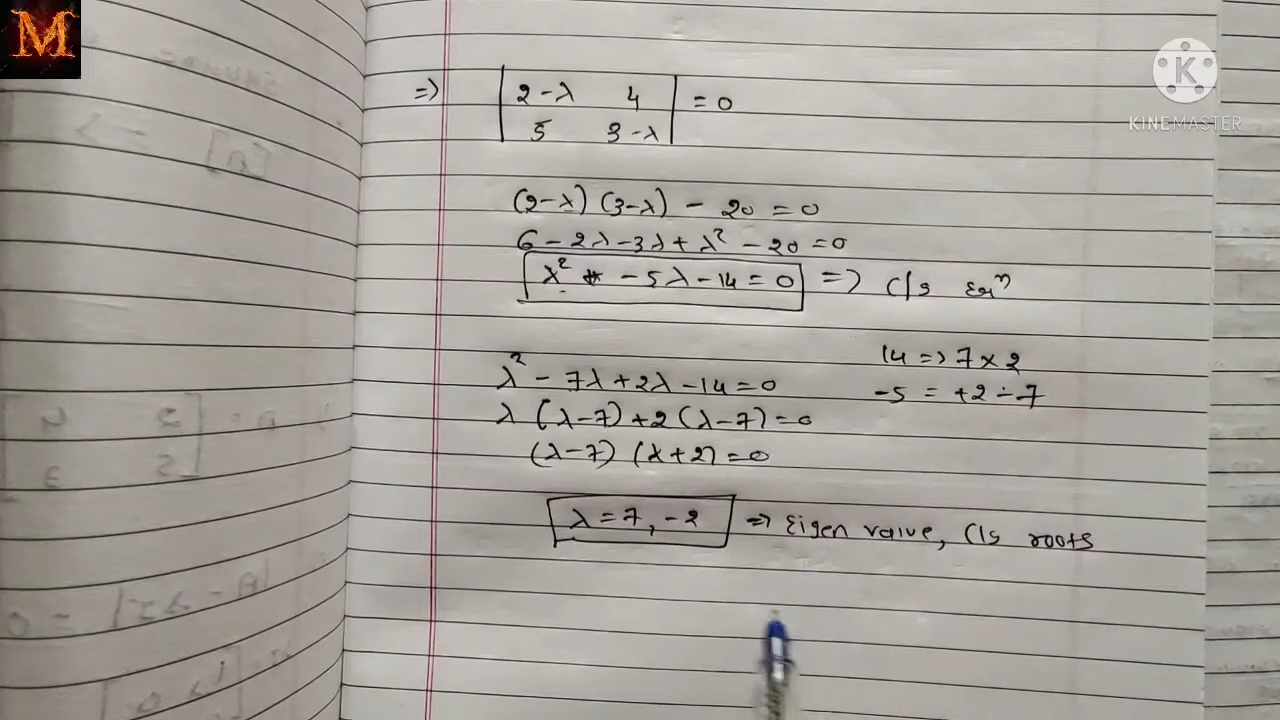 M
KINEMASTER
=> | 2-λ 4 | = 0
| 5 3-λ |
(2-λ) (3-λ) - 20 = 0
6 - 2λ - 3λ + λ² - 20 = 0
λ² - 5λ - 14 = 0 => C/s Eqⁿ
14 => 7 × 2
λ² - 7λ + 2λ - 14 = 0
-5 = +2 - 7
λ (λ-7) + 2 (λ-7) = 0
(λ-7) (λ+2) = 0
λ = 7, -2 => Eigen value, C/s roots